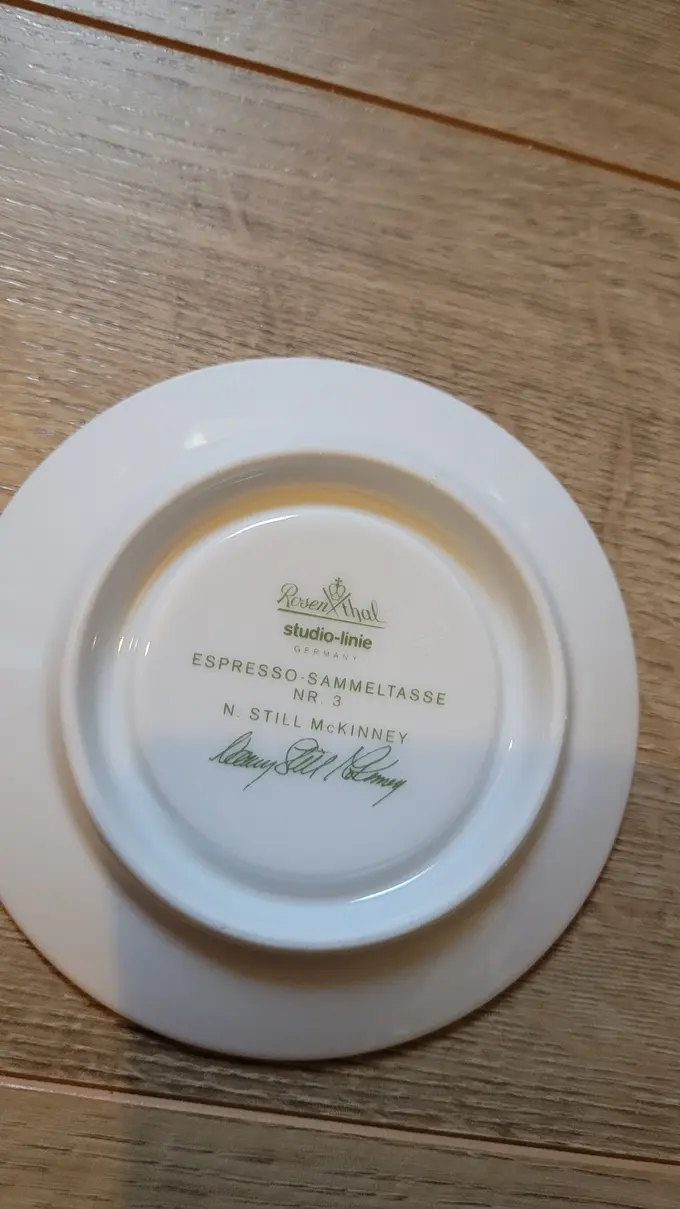 Rosenthal
studio-linie
GERMANY
ESPRESSO-SAMMELTASSE
NR. 3
N. STILL McKINNEY